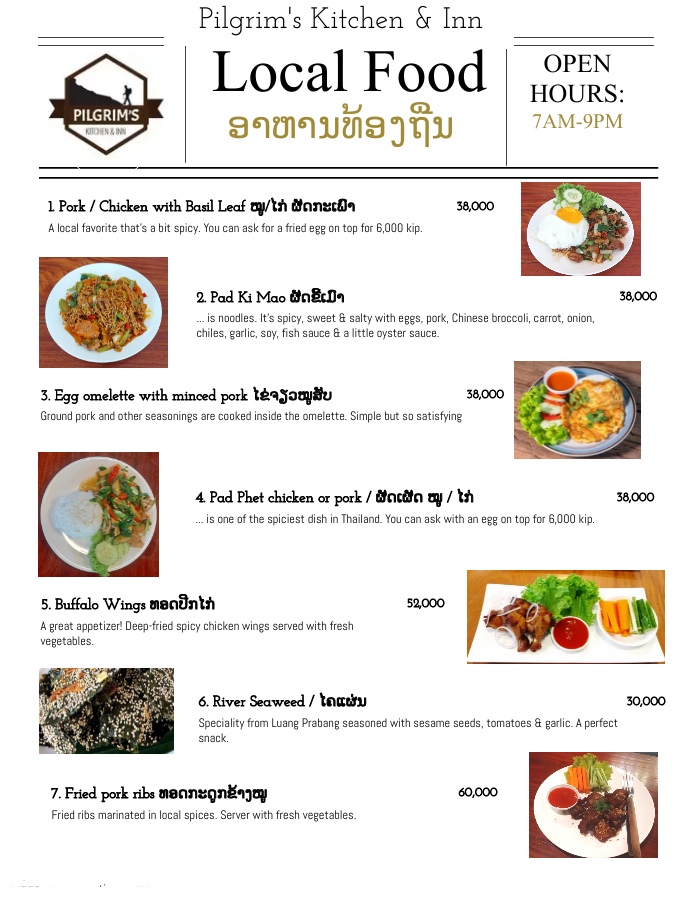 Pilgrim's Kitchen & Inn
PILGRIM'S
KITCHEN & INN
Local Food
ອາຫານທ້ອງຖິ່ນ
OPEN
HOURS:
7AM-9PM
1. Pork / Chicken with Basil Leaf ໝູ/ໄກ່ ຜັດກະເພົາ 38,000
A local favorite that's a bit spicy. You can ask for a fried egg on top for 6,000 kip.
2. Pad Ki Mao ຜັດຂີ້ເມົາ 38,000
... is noodles. It's spicy, sweet & salty with eggs, pork, Chinese broccoli, carrot, onion,
chiles, garlic, soy, fish sauce & a little oyster sauce.
3. Egg omelette with minced pork ໄຂ່ຈຽວໝູສັບ 38,000
Ground pork and other seasonings are cooked inside the omelette. Simple but so satisfying
4. Pad Phet chicken or pork / ຜັດເຜັດ ໝູ / ໄກ່ 38,000
... is one of the spiciest dish in Thailand. You can ask with an egg on top for 6,000 kip.
5. Buffalo Wings ທອດປີກໄກ່ 52,000
A great appetizer! Deep-fried spicy chicken wings served with fresh
vegetables.
6. River Seaweed / ໄຄແຜ່ນ 30,000
Speciality from Luang Prabang seasoned with sesame seeds, tomatoes & garlic. A perfect
snack.
7. Fried pork ribs ທອດກະດູກຂ້າງໝູ 60,000
Fried ribs marinated in local spices. Server with fresh vegetables.